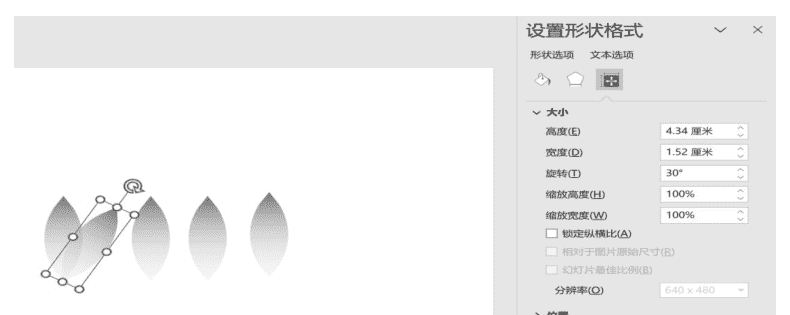 设置形状格式
形状选项 文本选项
大小
高度(E) 4.34 厘米
宽度(D) 1.52 厘米
旋转(T) 30°
缩放高度(H) 100%
缩放宽度(W) 100%
锁定纵横比(A)
相对于图片原始尺寸(R)
幻灯片最佳比例(B)
分辨率(O) 640 x 480